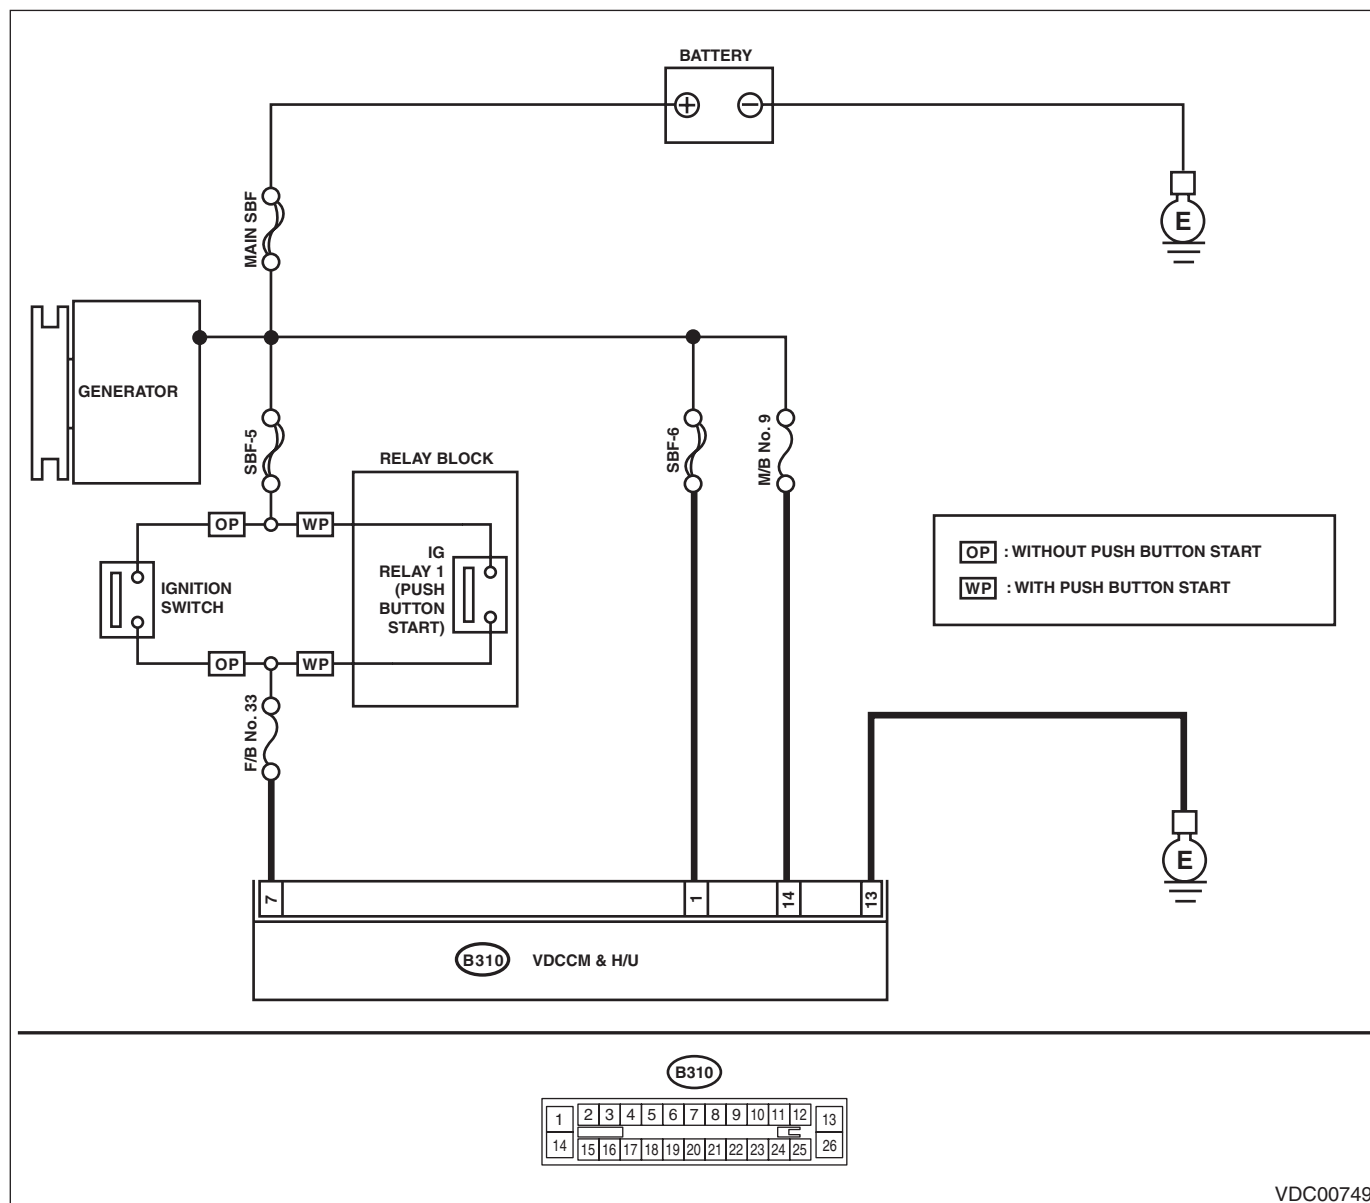 BATTERY
MAIN SBF
E
GENERATOR
SBF-5
RELAY BLOCK
SBF-6
M/B No. 9
OP
WP
IG
RELAY 1
(PUSH
BUTTON
START)
IGNITION
SWITCH
OP : WITHOUT PUSH BUTTON START
WP : WITH PUSH BUTTON START
OP
WP
F/B No. 33
E
7
1
14
13
B310 VDCCM & H/U
B310
1 2 3 4 5 6 7 8 9 10 11 12 13
14 15 16 17 18 19 20 21 22 23 24 25 26
VDC00749